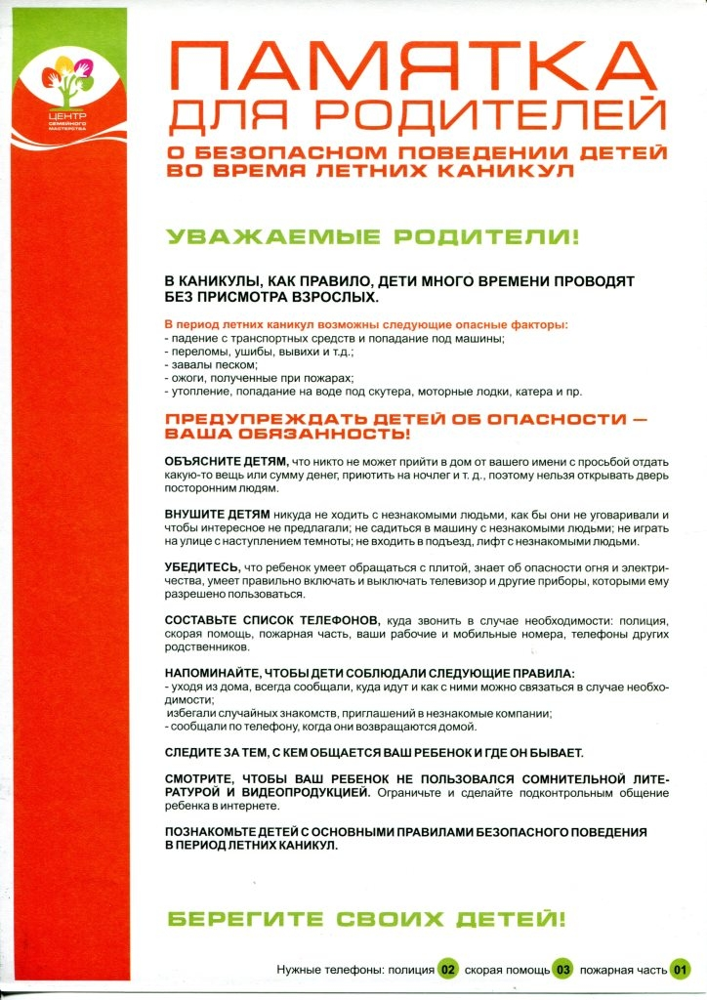 ЦЕНТР
СЕМЕЙНОГО
МАСТЕРСТВА
ПАМЯТКА
ДЛЯ РОДИТЕЛЕЙ
О БЕЗОПАСНОМ ПОВЕДЕНИИ ДЕТЕЙ
ВО ВРЕМЯ ЛЕТНИХ КАНИКУЛ
УВАЖАЕМЫЕ РОДИТЕЛИ!
В КАНИКУЛЫ, КАК ПРАВИЛО, ДЕТИ МНОГО ВРЕМЕНИ ПРОВОДЯТ
БЕЗ ПРИСМОТРА ВЗРОСЛЫХ.
В период летних каникул возможны следующие опасные факторы:
- падение с транспортных средств и попадание под машины;
- переломы, ушибы, вывихи и т.д.;
- завалы песком;
- ожоги, полученные при пожарах;
- утопление, попадание на воде под скутера, моторные лодки, катера и пр.
ПРЕДУПРЕЖДАТЬ ДЕТЕЙ ОБ ОПАСНОСТИ —
ВАША ОБЯЗАННОСТЬ!
ОБЪЯСНИТЕ ДЕТЯМ, что никто не может прийти в дом от вашего имени с просьбой отдать
какую-то вещь или сумму денег, приютить на ночлег и т. д., поэтому нельзя открывать дверь
посторонним людям.
ВНУШИТЕ ДЕТЯМ никуда не ходить с незнакомыми людьми, как бы они не уговаривали и
чтобы интересное не предлагали; не садиться в машину с незнакомыми людьми; не играть
на улице с наступлением темноты; не входить в подъезд, лифт с незнакомыми людьми.
УБЕДИТЕСЬ, что ребенок умеет обращаться с плитой, знает об опасности огня и электри-
чества, умеет правильно включать и выключать телевизор и другие приборы, которыми ему
разрешено пользоваться.
СОСТАВЬТЕ СПИСОК ТЕЛЕФОНОВ, куда звонить в случае необходимости: полиция,
скорая помощь, пожарная часть, ваши рабочие и мобильные номера, телефоны других
родственников.
НАПОМИНАЙТЕ, ЧТОБЫ ДЕТИ СОБЛЮДАЛИ СЛЕДУЮЩИЕ ПРАВИЛА:
- уходя из дома, всегда сообщали, куда идут и как с ними можно связаться в случае необхо-
димости;
избегали случайных знакомств, приглашений в незнакомые компании;
- сообщали по телефону, когда они возвращаются домой.
СЛЕДИТЕ ЗА ТЕМ, С КЕМ ОБЩАЕТСЯ ВАШ РЕБЕНОК И ГДЕ ОН БЫВАЕТ.
СМОТРИТЕ, ЧТОБЫ ВАШ РЕБЕНОК НЕ ПОЛЬЗОВАЛСЯ СОМНИТЕЛЬНОЙ ЛИТЕ-
РАТУРОЙ И ВИДЕОПРОДУКЦИЕЙ. Ограничьте и сделайте подконтрольным общение
ребенка в интернете.
ПОЗНАКОМЬТЕ ДЕТЕЙ С ОСНОВНЫМИ ПРАВИЛАМИ БЕЗОПАСНОГО ПОВЕДЕНИЯ
В ПЕРИОД ЛЕТНИХ КАНИКУЛ.
БЕРЕГИТЕ СВОИХ ДЕТЕЙ!
Нужные телефоны: полиция 02 скорая помощь 03 пожарная часть 01